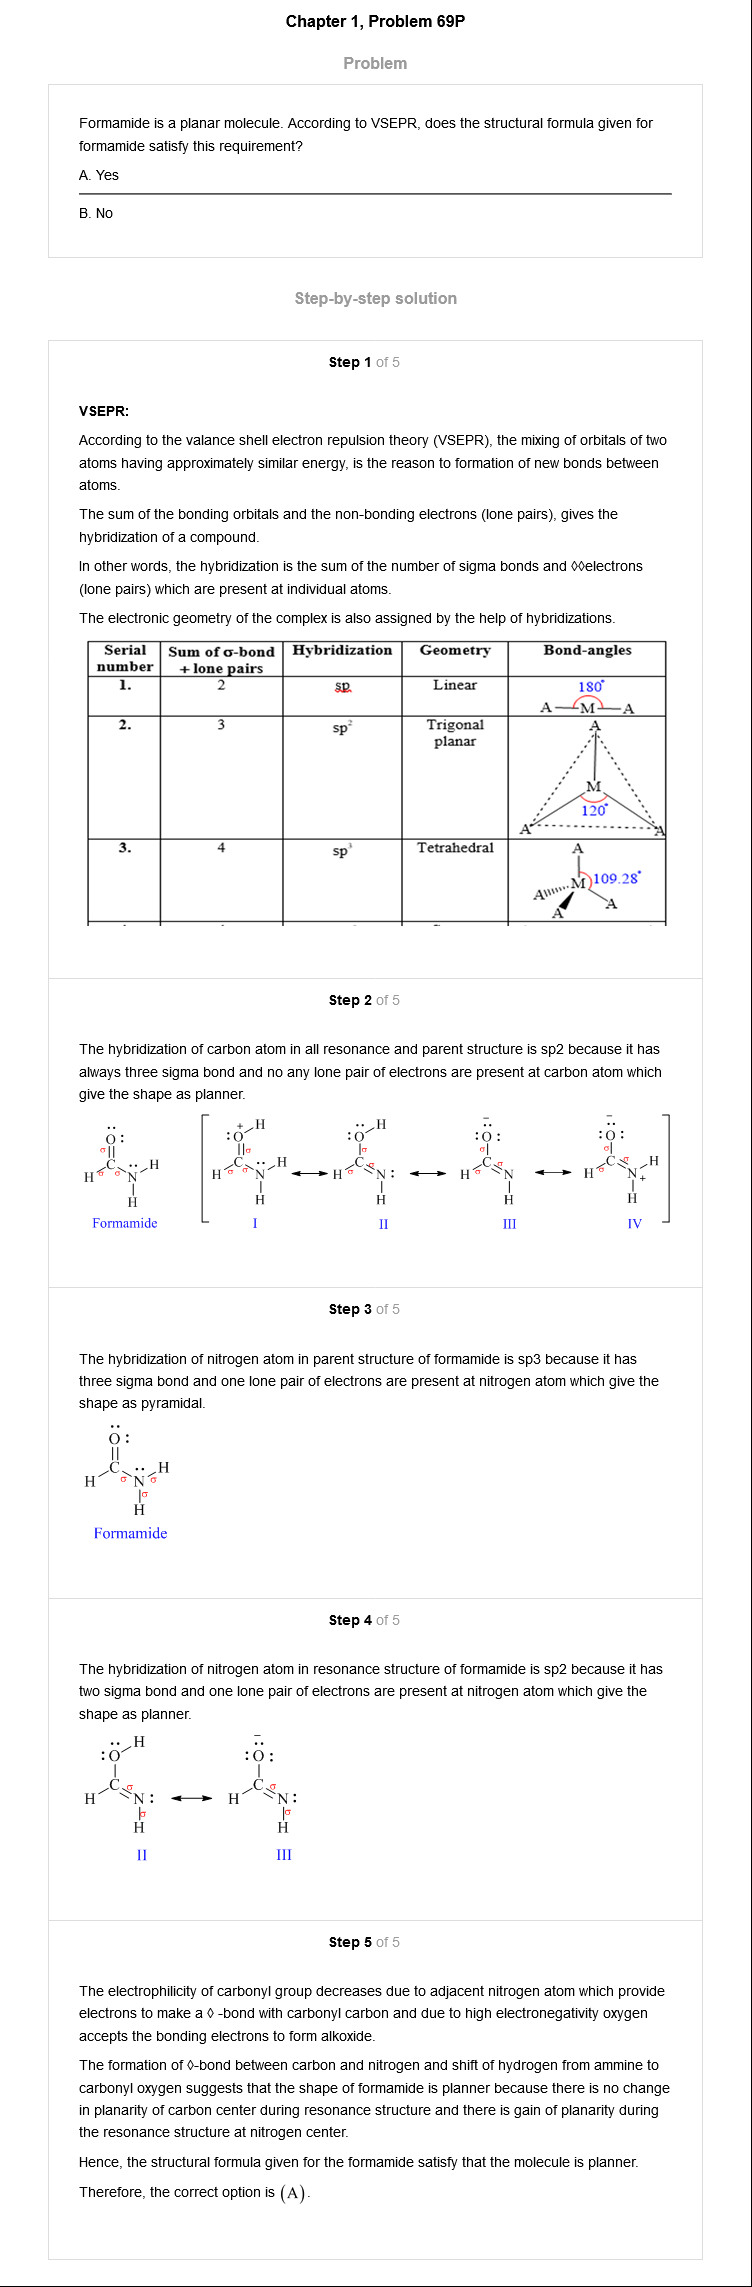 Chapter 1, Problem 69P
Problem
Formamide is a planar molecule. According to VSEPR, does the structural formula given for
formamide satisfy this requirement?
A. Yes
B. No
Step-by-step solution
Step 1 of 5
VSEPR:
According to the valance shell electron repulsion theory (VSEPR), the mixing of orbitals of two
atoms having approximately similar energy, is the reason to formation of new bonds between
atoms.
The sum of the bonding orbitals and the non-bonding electrons (lone pairs), gives the
hybridization of a compound.
In other words, the hybridization is the sum of the number of sigma bonds and ◊◊electrons
(lone pairs) which are present at individual atoms.
The electronic geometry of the complex is also assigned by the help of hybridizations.
Serial number Sum of σ-bond + lone pairs Hybridization Geometry Bond-angles
1. 2 sp Linear 180°
A M A
2. 3 sp² Trigonal planar A
M
120°
A A
3. 4 sp³ Tetrahedral A
M 109.28°
A A
A
Step 2 of 5
The hybridization of carbon atom in all resonance and parent structure is sp2 because it has
always three sigma bond and no any lone pair of electrons are present at carbon atom which
give the shape as planner.
O H O H O O
σ σ σ σ σ
H C N H H C N H H C N H C N H C N H
σ σ σ σ σ σ σ σ σ σ
H H H H H
Formamide I II III IV
Step 3 of 5
The hybridization of nitrogen atom in parent structure of formamide is sp3 because it has
three sigma bond and one lone pair of electrons are present at nitrogen atom which give the
shape as pyramidal.
O
C H
H σ N σ
σ
H
Formamide
Step 4 of 5
The hybridization of nitrogen atom in resonance structure of formamide is sp2 because it has
two sigma bond and one lone pair of electrons are present at nitrogen atom which give the
shape as planner.
H
O O
C σ C σ
H N H N
σ σ
H H
II III
Step 5 of 5
The electrophilicity of carbonyl group decreases due to adjacent nitrogen atom which provide
electrons to make a ◊ -bond with carbonyl carbon and due to high electronegativity oxygen
accepts the bonding electrons to form alkoxide.
The formation of ◊-bond between carbon and nitrogen and shift of hydrogen from ammine to
carbonyl oxygen suggests that the shape of formamide is planner because there is no change
in planarity of carbon center during resonance structure and there is gain of planarity during
the resonance structure at nitrogen center.
Hence, the structural formula given for the formamide satisfy that the molecule is planner.
Therefore, the correct option is (A).